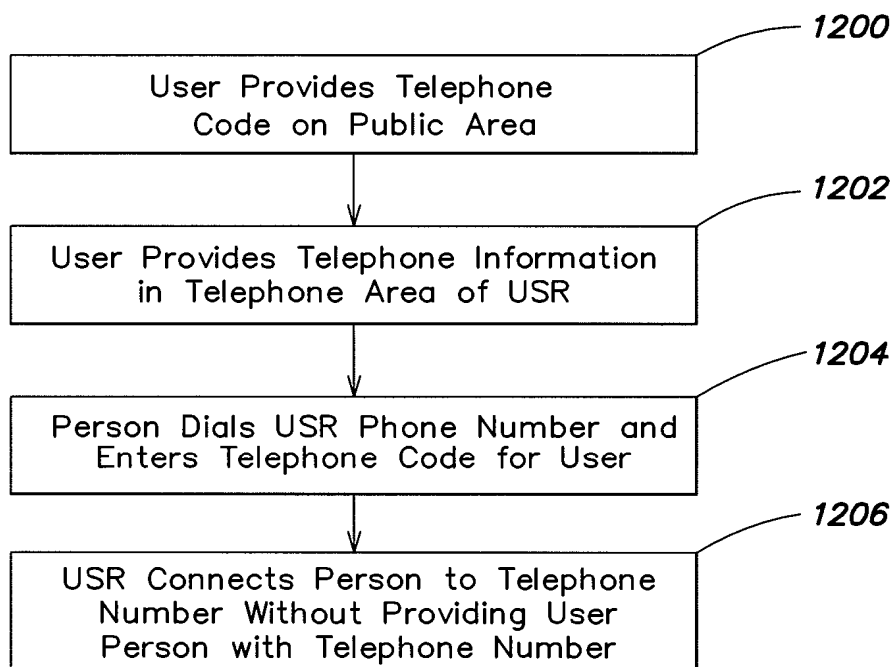 1200
User Provides Telephone
Code on Public Area
1202
User Provides Telephone Information
in Telephone Area of USR
1204
Person Dials USR Phone Number and
Enters Telephone Code for User
1206
USR Connects Person to Telephone
Number Without Providing User
Person with Telephone Number